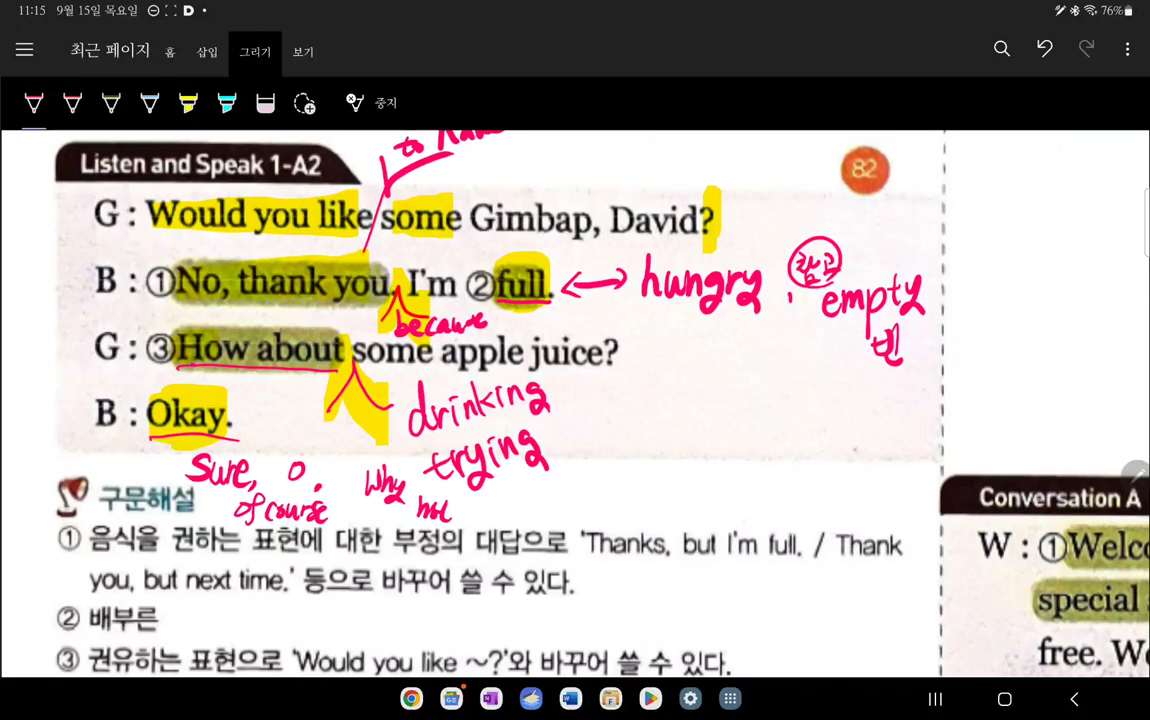 11:15 9월 15일 목요일 76%
최근 페이지 홈 삽입 그리기 보기
중지
to
Listen and Speak 1-A2
82
G : Would you like some Gimbap, David?
B : ①No, thank you. I'm ②full. ↔ hungry, empty
because
빈
G : ③How about some apple juice?
drinking
B : Okay.
trying
Sure, O.
of course
why
not
구문해설
① 음식을 권하는 표현에 대한 부정의 대답으로 'Thanks, but I'm full. / Thank
you, but next time.' 등으로 바꾸어 쓸 수 있다.
② 배부른
③ 권유하는 표현으로 'Would you like ~?'와 바꾸어 쓸 수 있다.
Conversation A
W : ①Welco
special
free. We